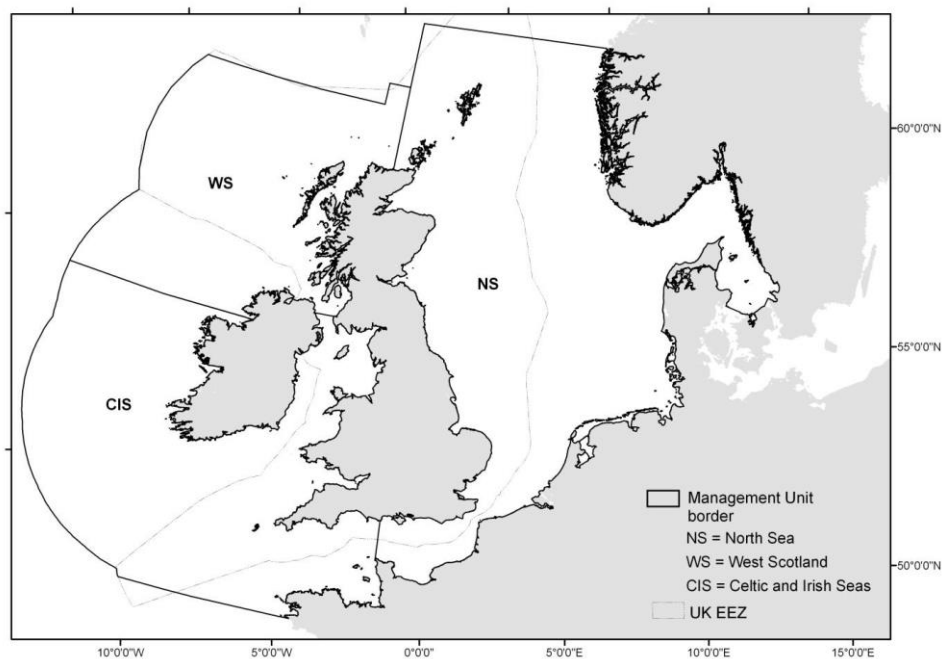 WS
60°0'0"N
NS
55°0'0"N
CIS
Management Unit
border
NS = North Sea
WS = West Scotland
CIS = Celtic and Irish Seas
UK EEZ
50°0'0"N
10°0'0"W 5°0'0"W 0°0'0" 5°0'0"E 10°0'0"E 15°0'0"E